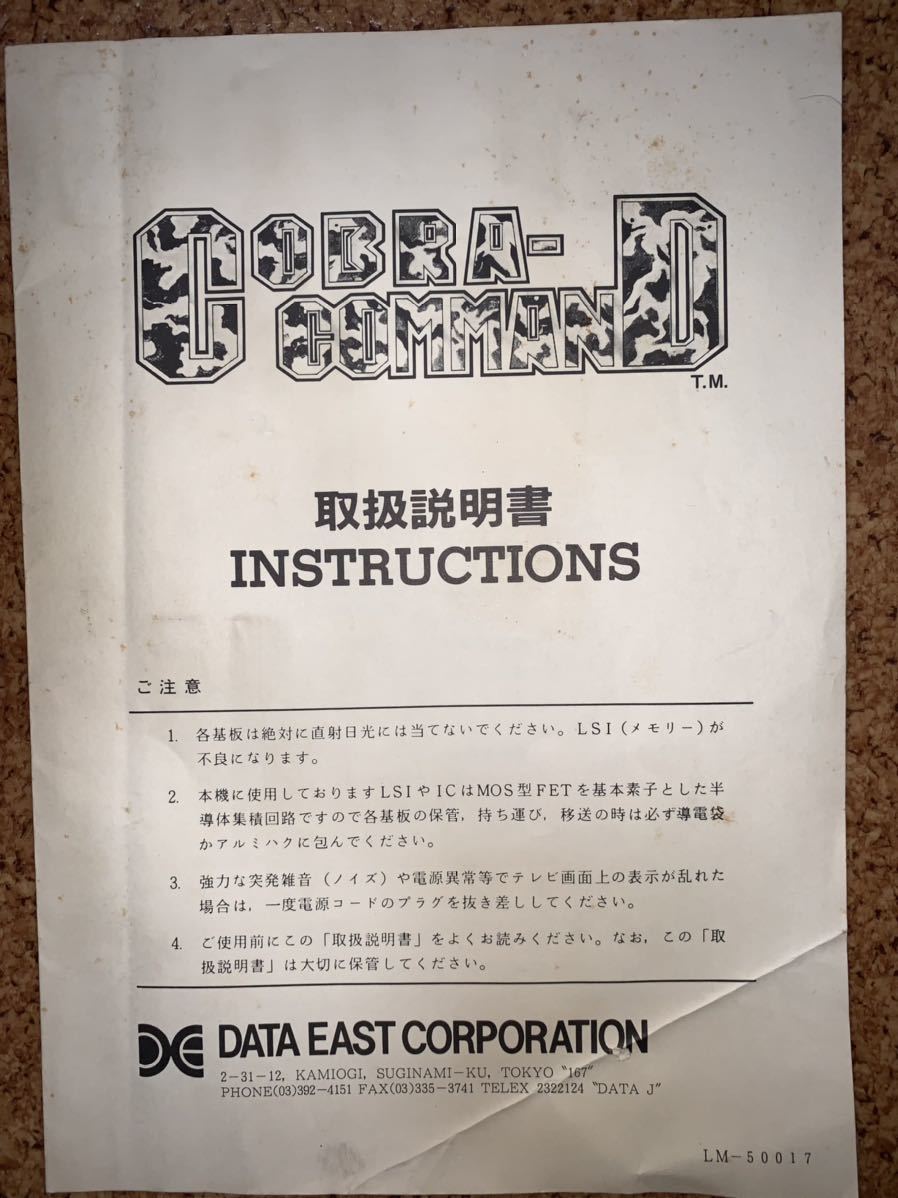 COBRA-
COMMAND
T.M.
取扱説明書
INSTRUCTIONS
ご注意
1. 各基板は絶対に直射日光には当てないでください。LSI(メモリー)が
不良になります。
2. 本機に使用しておりますLSIやICはMOS型FETを基本素子とした半
導体集積回路ですので各基板の保管,持ち運び,移送の時は必ず導電袋
かアルミハクに包んでください。
3. 強力な突発雑音(ノイズ)や電源異常等でテレビ画面上の表示が乱れた
場合は,一度電源コードのプラグを抜き差ししてください。
4. ご使用前にこの「取扱説明書」をよくお読みください。なお,この「取
扱説明書」は大切に保管してください。
DATA EAST CORPORATION
2-31-12, KAMIOGI, SUGINAMI-KU, TOKYO "167"
PHONE(03)392-4151 FAX(03)335-3741 TELEX 2322124 "DATA J"
LM-50017